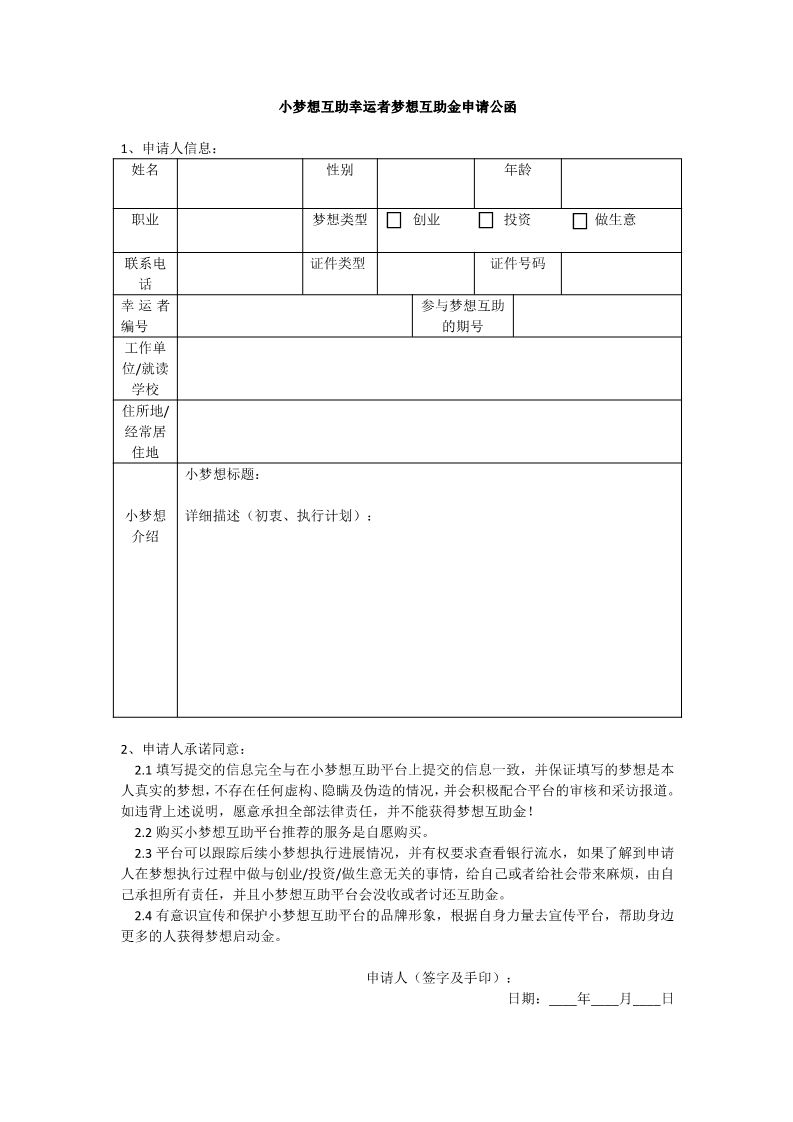 小梦想互助幸运者梦想互助金申请公函
1、申请人信息：
姓名 性别 年龄
职业 梦想类型 创业 投资 做生意
联系电 证件类型 证件号码
话
幸运者 参与梦想互助
编号 的期号
工作单
位/就读
学校
住所地/
经常居
住地
小梦想标题：
小梦想 详细描述（初衷、执行计划）：
介绍
2、申请人承诺同意：
2.1 填写提交的信息完全与在小梦想互助平台上提交的信息一致，并保证填写的梦想是本
人真实的梦想，不存在任何虚构、隐瞒及伪造的情况，并会积极配合平台的审核和采访报道。
如违背上述说明，愿意承担全部法律责任，并不能获得梦想互助金！
2.2 购买小梦想互助平台推荐的服务是自愿购买。
2.3 平台可以跟踪后续小梦想执行进展情况，并有权要求查看银行流水，如果了解到申请
人在梦想执行过程中做与创业/投资/做生意无关的事情，给自己或者给社会带来麻烦，由自
己承担所有责任，并且小梦想互助平台会没收或者讨还互助金。
2.4 有意识宣传和保护小梦想互助平台的品牌形象，根据自身力量去宣传平台，帮助身边
更多的人获得梦想启动金。
申请人（签字及手印）：
日期：____年____月____日